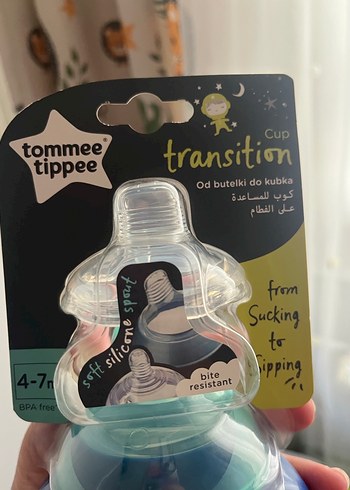 tommee
tippee
Cup
transition
Od butelki do kubka
كوب للمساعدة
على الفطام
from
Sucking
to
Sipping
soft silicone spouts
bite
resistant
4-7m
BPA free